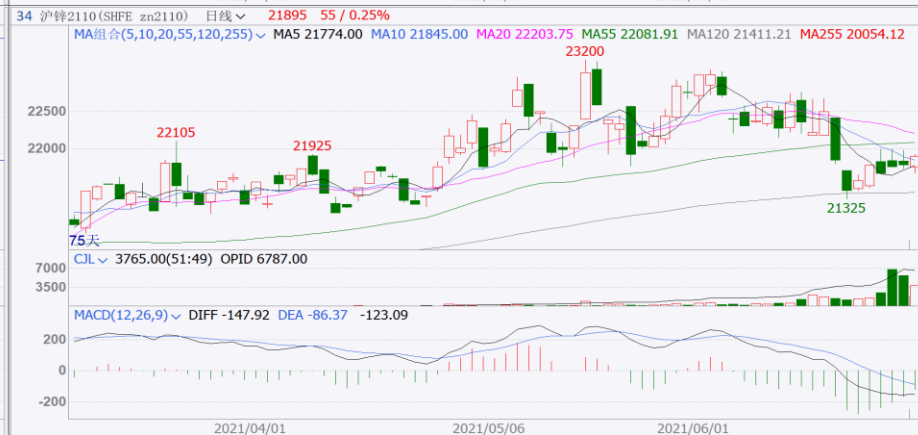 34 沪锌2110(SHFE zn2110) 日线 21895 55 / 0.25%
MA组合(5,10,20,55,120,255) MA5 21774.00 MA10 21845.00 MA20 22203.75 MA55 22081.91 MA120 21411.21 MA255 20054.12
23200
22500
22105
21925
22000
21325
75天
CJL 3765.00(51:49) OPID 6787.00
7000
3500
MACD(12,26,9) DIFF -147.92 DEA -86.37 -123.09
200
0
-200
2021/04/01 2021/05/06 2021/06/01